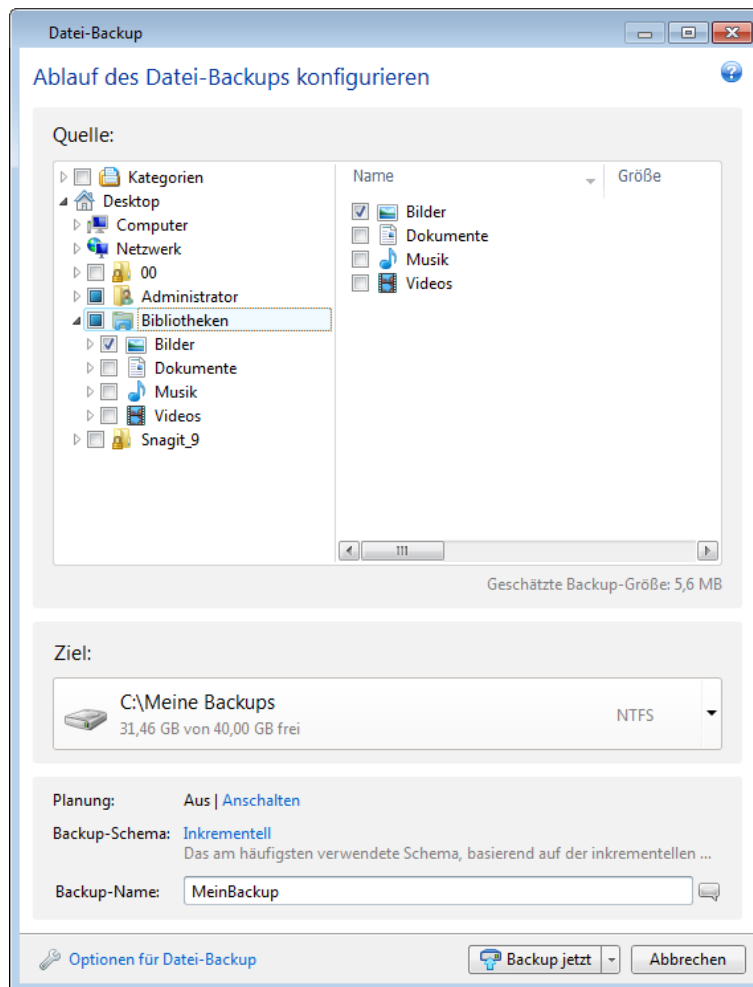 Datei-Backup
Ablauf des Datei-Backups konfigurieren
Quelle:
Kategorien
Desktop
Computer
Netzwerk
00
Administrator
Bibliotheken
Bilder
Dokumente
Musik
Videos
Snagit_9
Name Größe
Bilder
Dokumente
Musik
Videos
Geschätzte Backup-Größe: 5,6 MB
Ziel:
C:\Meine Backups
31,46 GB von 40,00 GB frei
NTFS
Planung: Aus | Anschalten
Backup-Schema: Inkrementell
Das am häufigsten verwendete Schema, basierend auf der inkrementellen ...
Backup-Name: MeinBackup
Optionen für Datei-Backup
Backup jetzt
Abbrechen